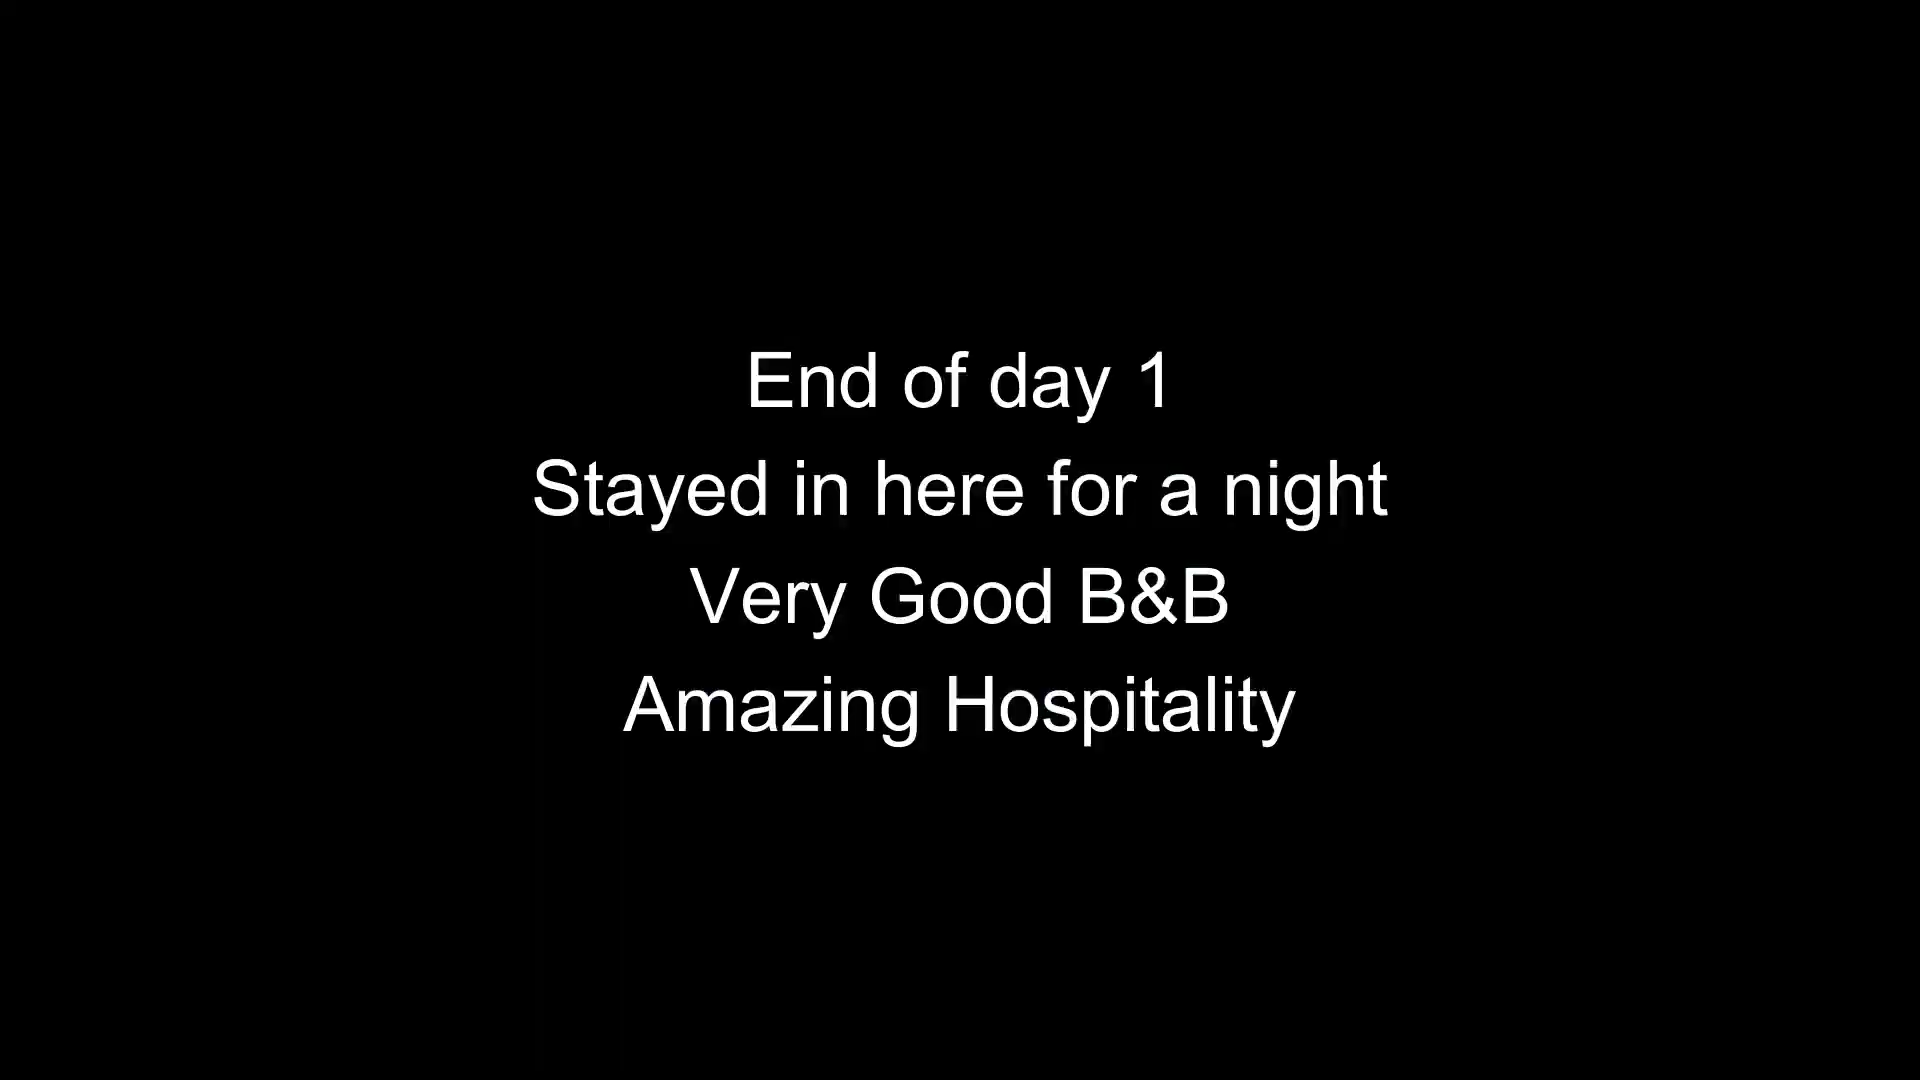 End of day 1
Stayed in here for a night
Very Good B&B
Amazing Hospitality